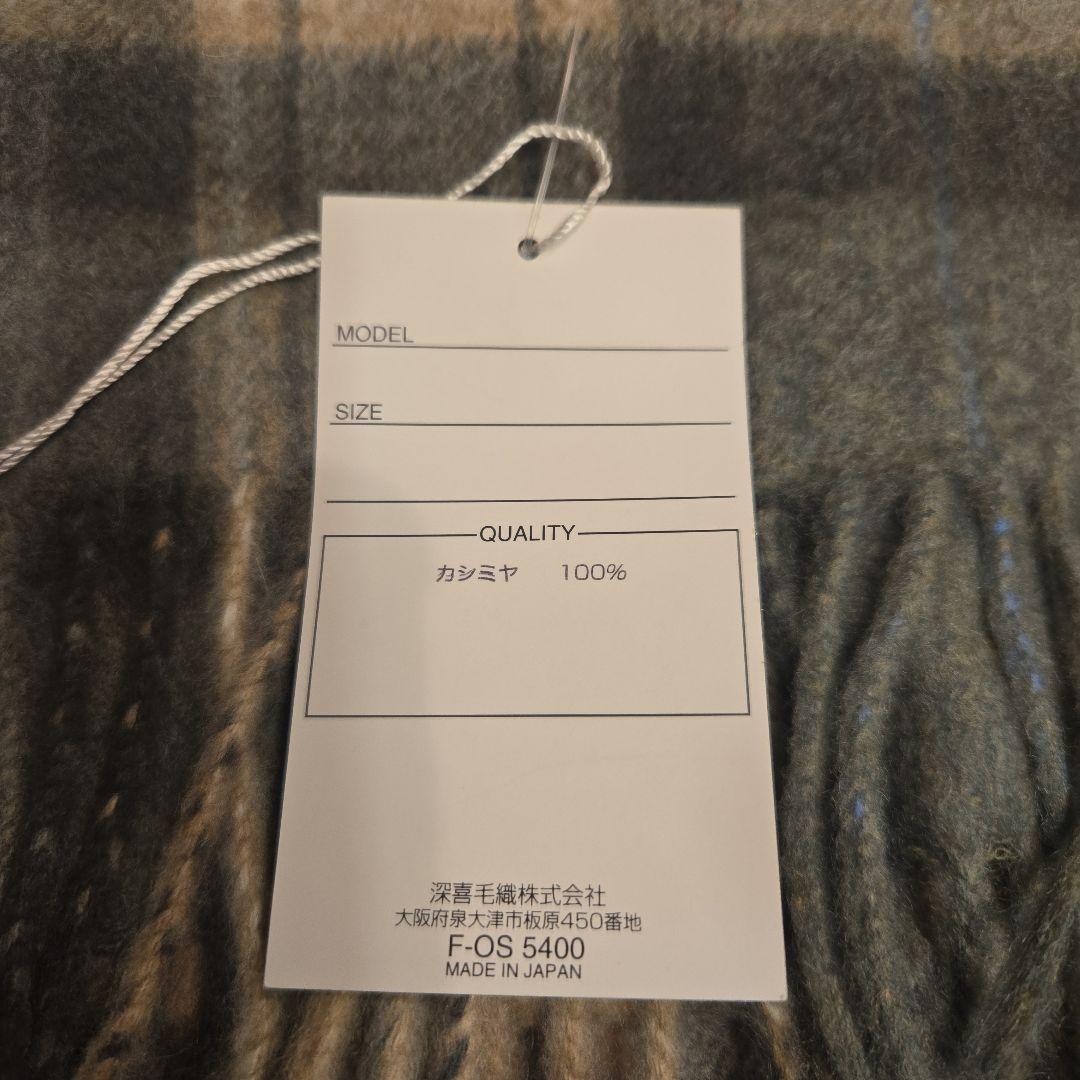 MODEL
SIZE
QUALITY
カシミヤ 100%
深喜毛織株式会社
大阪府泉大津市板原450番地
F-OS 5400
MADE IN JAPAN